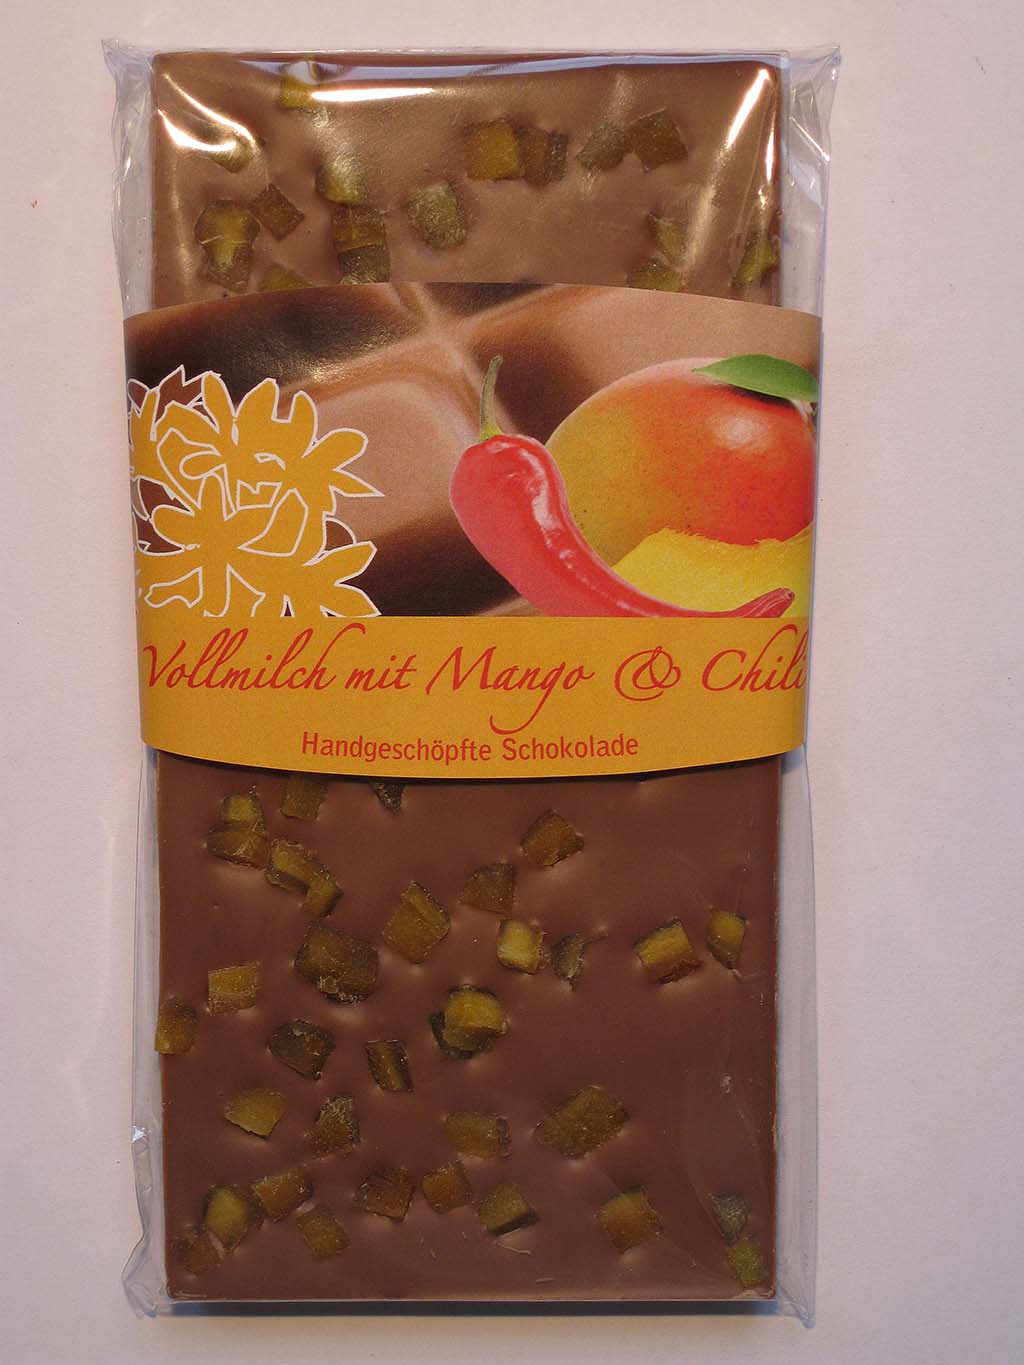 Vollmilch mit Mango & Chili
Handgeschöpfte Schokolade